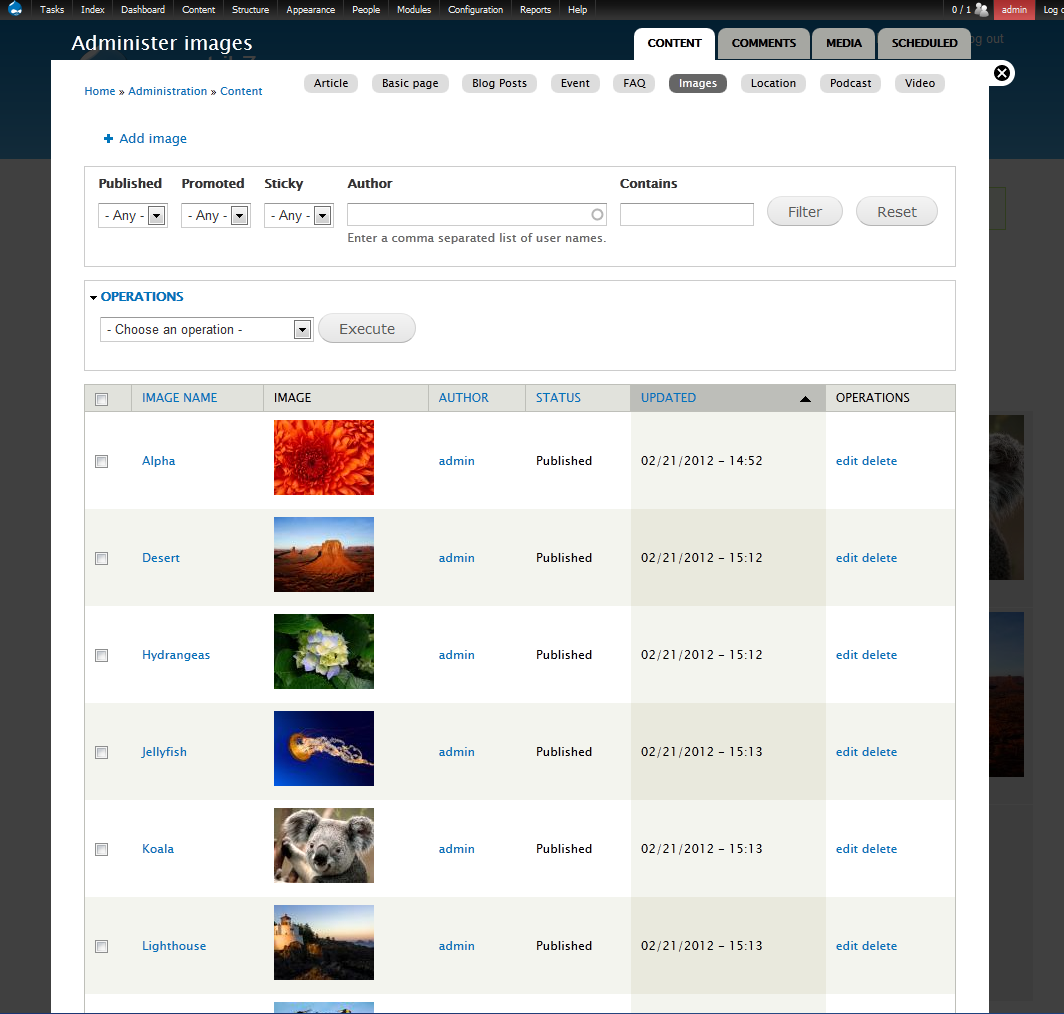 Tasks Index Dashboard Content Structure Appearance People Modules Configuration Reports Help 0 / 1 admin Log
Administer images
CONTENT COMMENTS MEDIA SCHEDULED
out
Home » Administration » Content
Article Basic page Blog Posts Event FAQ Images Location Podcast Video
Add image
Published Promoted Sticky Author Contains
- Any - - Any - - Any - Filter Reset
Enter a comma separated list of user names.
OPERATIONS
- Choose an operation - Execute
IMAGE NAME IMAGE AUTHOR STATUS UPDATED OPERATIONS
Alpha admin Published 02/21/2012 - 14:52 edit delete
Desert admin Published 02/21/2012 - 15:12 edit delete
Hydrangeas admin Published 02/21/2012 - 15:12 edit delete
Jellyfish admin Published 02/21/2012 - 15:13 edit delete
Koala admin Published 02/21/2012 - 15:13 edit delete
Lighthouse admin Published 02/21/2012 - 15:13 edit delete